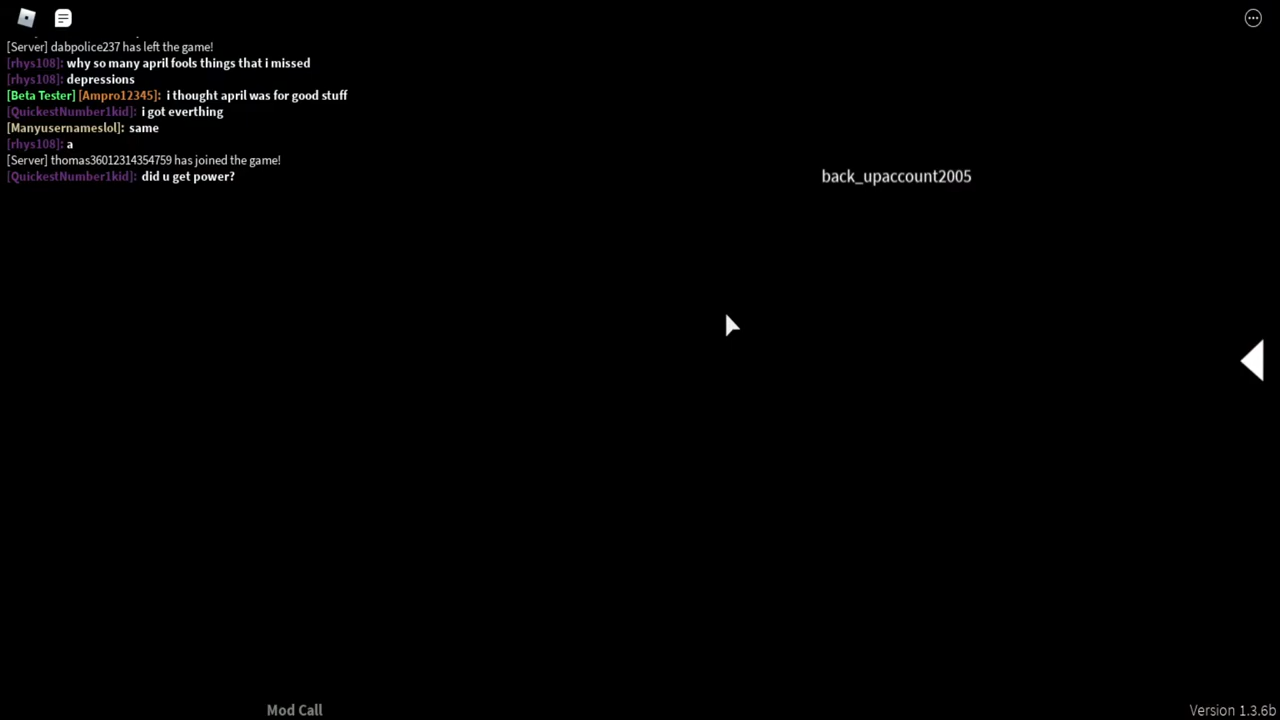 [Server] dabpolice237 has left the game!
[rhys108]: why so many april fools things that i missed
[rhys108]: depressions
[Beta Tester] [Ampro12345]: i thought april was for good stuff
[QuickestNumber1kid]: i got everthing
[Manyusernameslol]: same
[rhys108]: a
[Server] thomas36012314354759 has joined the game!
[QuickestNumber1kid]: did u get power?
back_upaccount2005
Mod Call
Version 1.3.6b